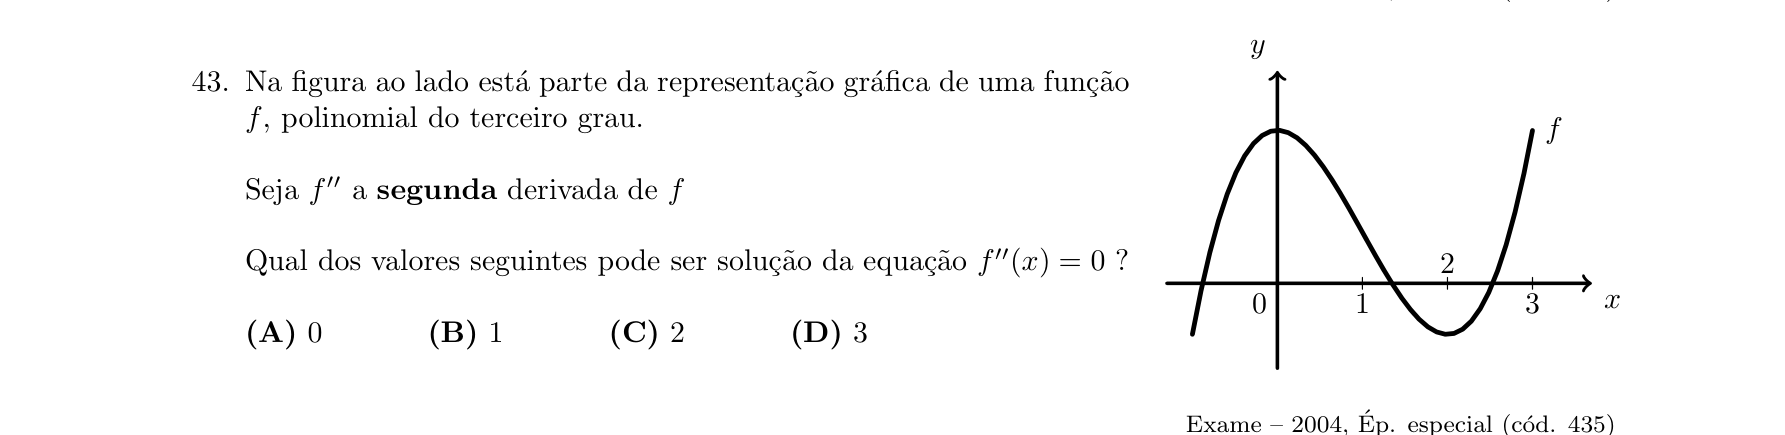 43. Na figura ao lado está parte da representação gráfica de uma função
f, polinomial do terceiro grau.
Seja f′′ a segunda derivada de f
Qual dos valores seguintes pode ser solução da equação f′′(x) = 0 ?
(A) 0 (B) 1 (C) 2 (D) 3
y
f
2
0 1 3 x
Exame – 2004, Ép. especial (cód. 435)